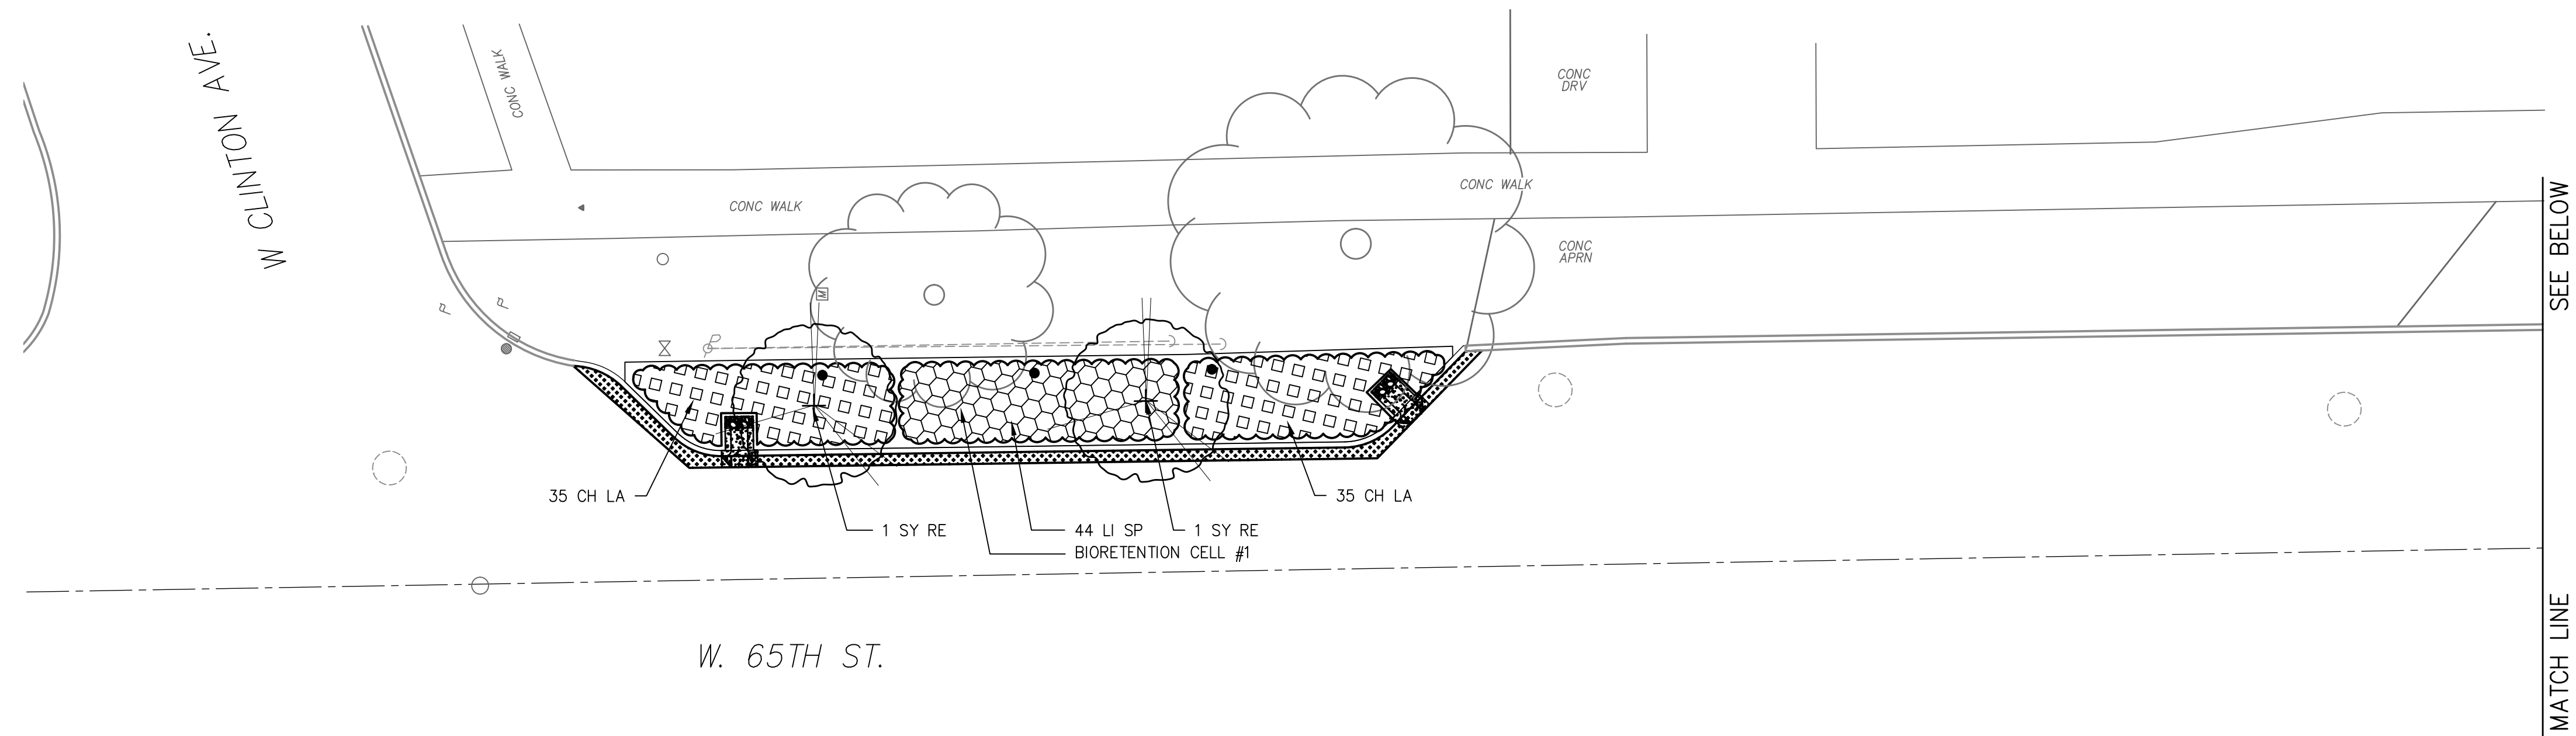 W CLINTON AVE.
CONC WALK
CONC
DRV
CONC WALK
CONC WALK
CONC
APRN
SEE BELOW
M
35 CH LA
35 CH LA
1 SY RE
44 LI SP
1 SY RE
BIORETENTION CELL #1
W. 65TH ST.
MATCH LINE